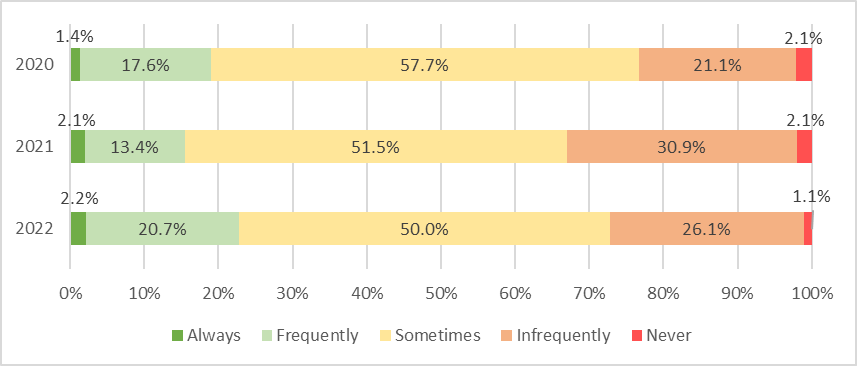 1.4% 2.1%
2020 17.6% 57.7% 21.1%
2.1% 2.1%
2021 13.4% 51.5% 30.9%
2.2% 1.1%
2022 20.7% 50.0% 26.1%
0% 10% 20% 30% 40% 50% 60% 70% 80% 90% 100%
Always Frequently Sometimes Infrequently Never